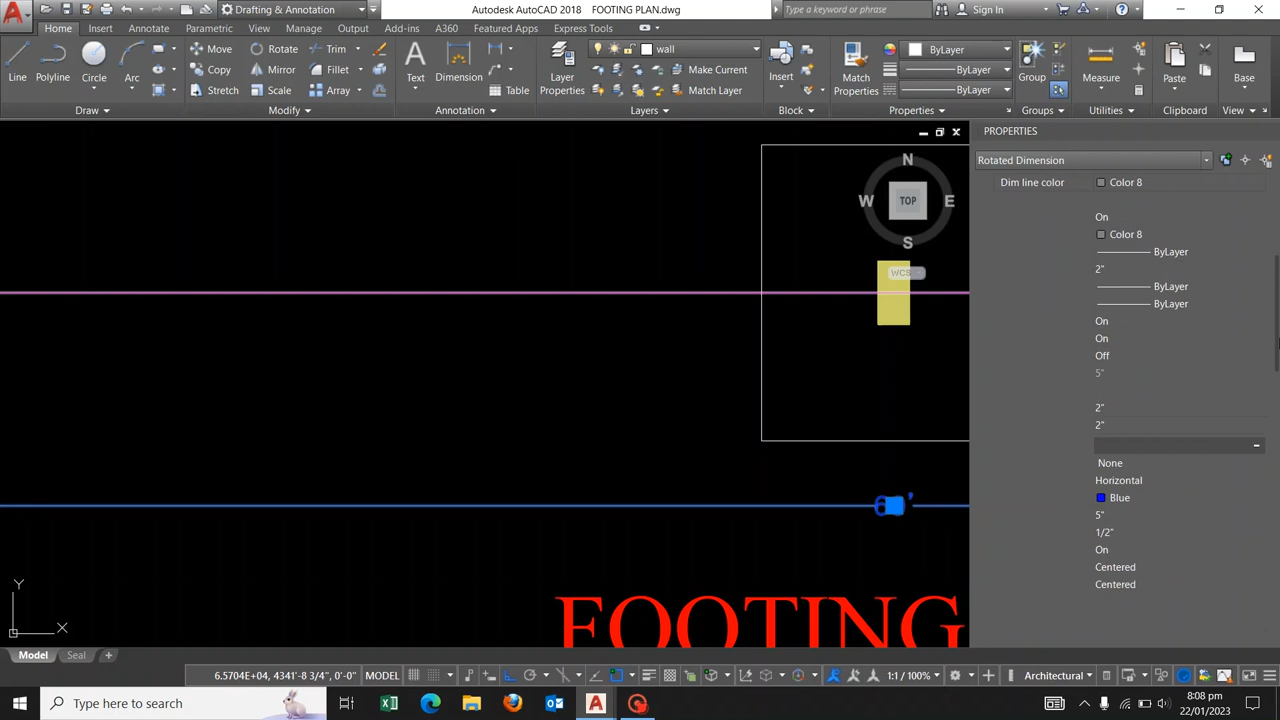 Drafting & Annotation
Autodesk AutoCAD 2018 FOOTING PLAN.dwg
Type a keyword or phrase
Sign In
Home Insert Annotate Parametric View Manage Output Add-ins A360 Featured Apps Express Tools
Line Polyline Circle Arc
Move Rotate Trim
Copy Mirror Fillet
Stretch Scale Array
Text Dimension Table
Layer Properties
wall
Make Current
Match Layer
Insert
Match Properties
ByLayer
ByLayer
ByLayer
Group Measure Paste Base
Draw Modify Annotation Layers Block Properties Groups Utilities Clipboard View
PROPERTIES
Rotated Dimension
Dim line color Color 8
On
Color 8
ByLayer
2"
ByLayer
ByLayer
On
On
Off
5"
2"
2"
None
Horizontal
Blue
5"
1/2"
On
Centered
Centered
N
W TOP E
S
WCS
FOOTING
Y
X
Model Seal
6.5704E+04, 4341'-8 3/4", 0'-0" MODEL
1:1 / 100%
Architectural
Type here to search
8:08 pm
22/01/2023